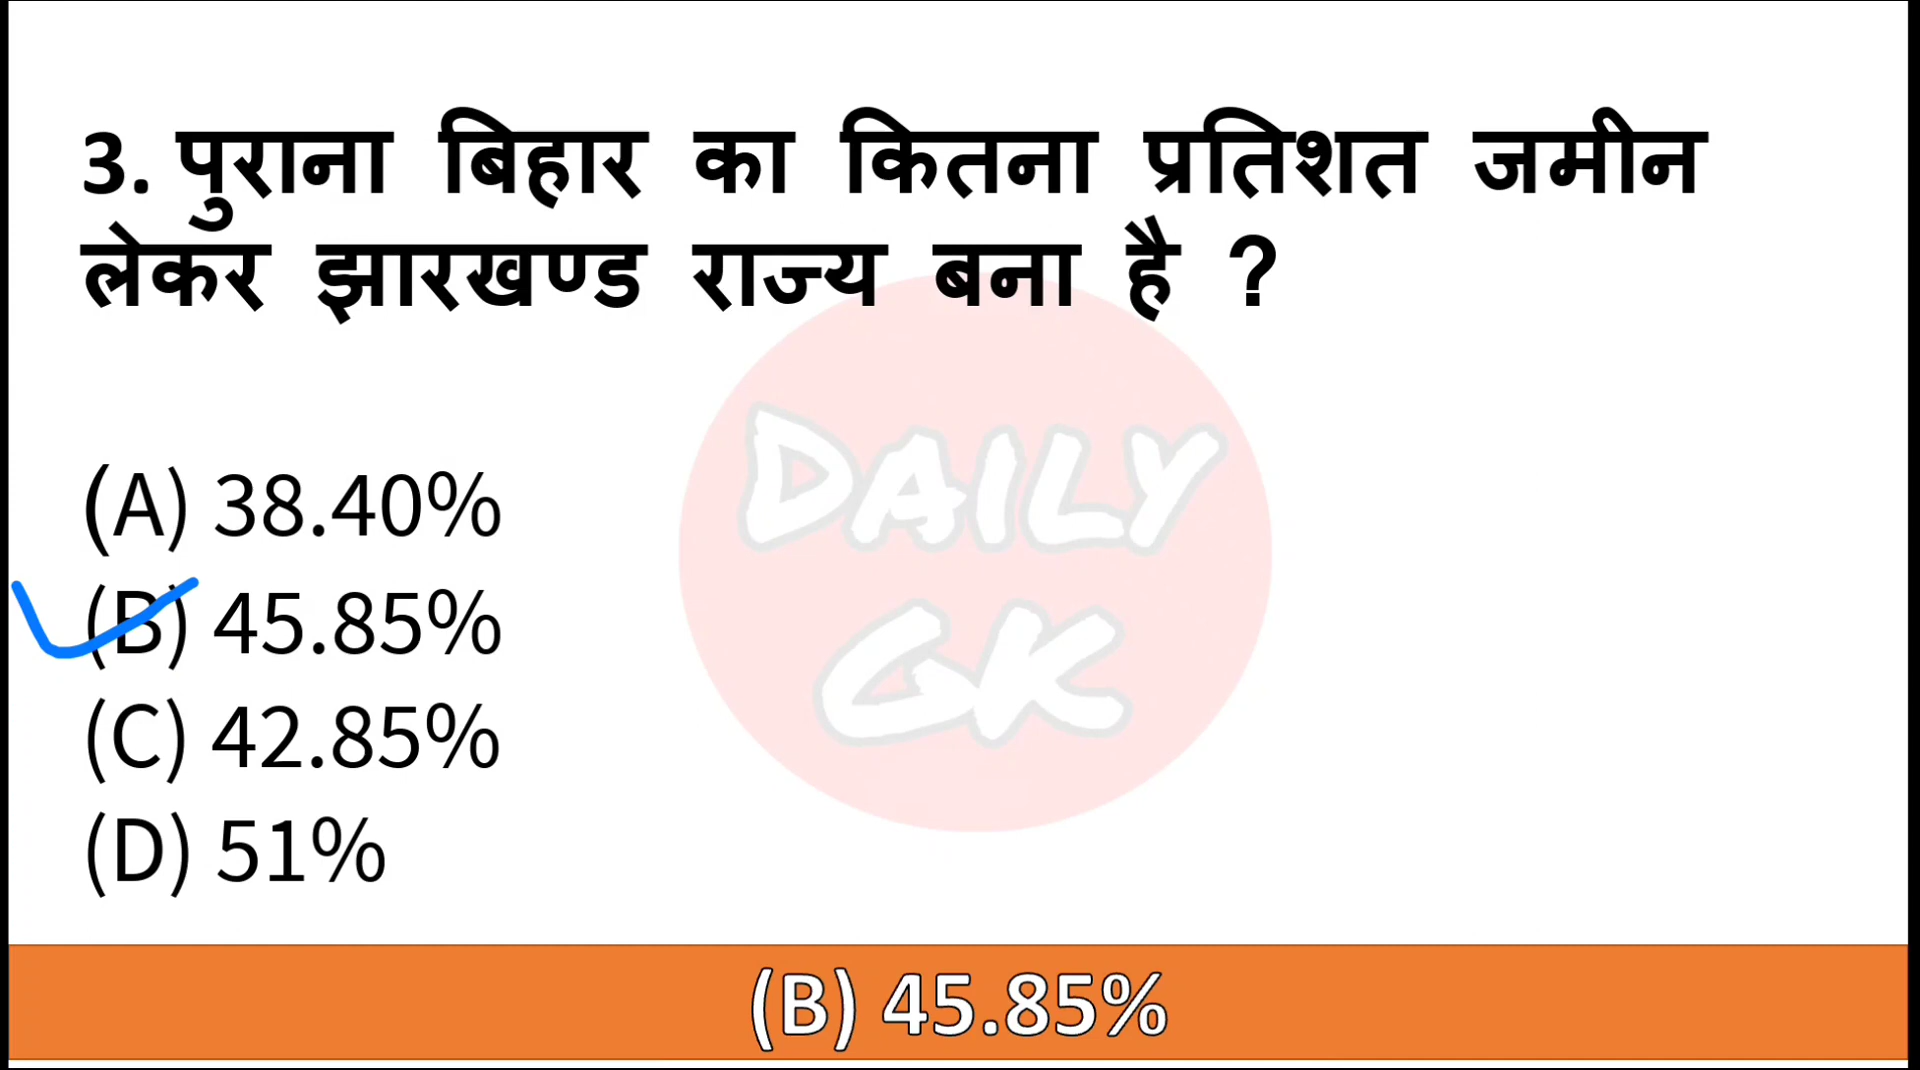 3. पुराना बिहार का कितना प्रतिशत जमीन
लेकर झारखण्ड राज्य बना है ?
DAILY
GK
(A) 38.40%
(B) 45.85%
(C) 42.85%
(D) 51%
(B) 45.85%